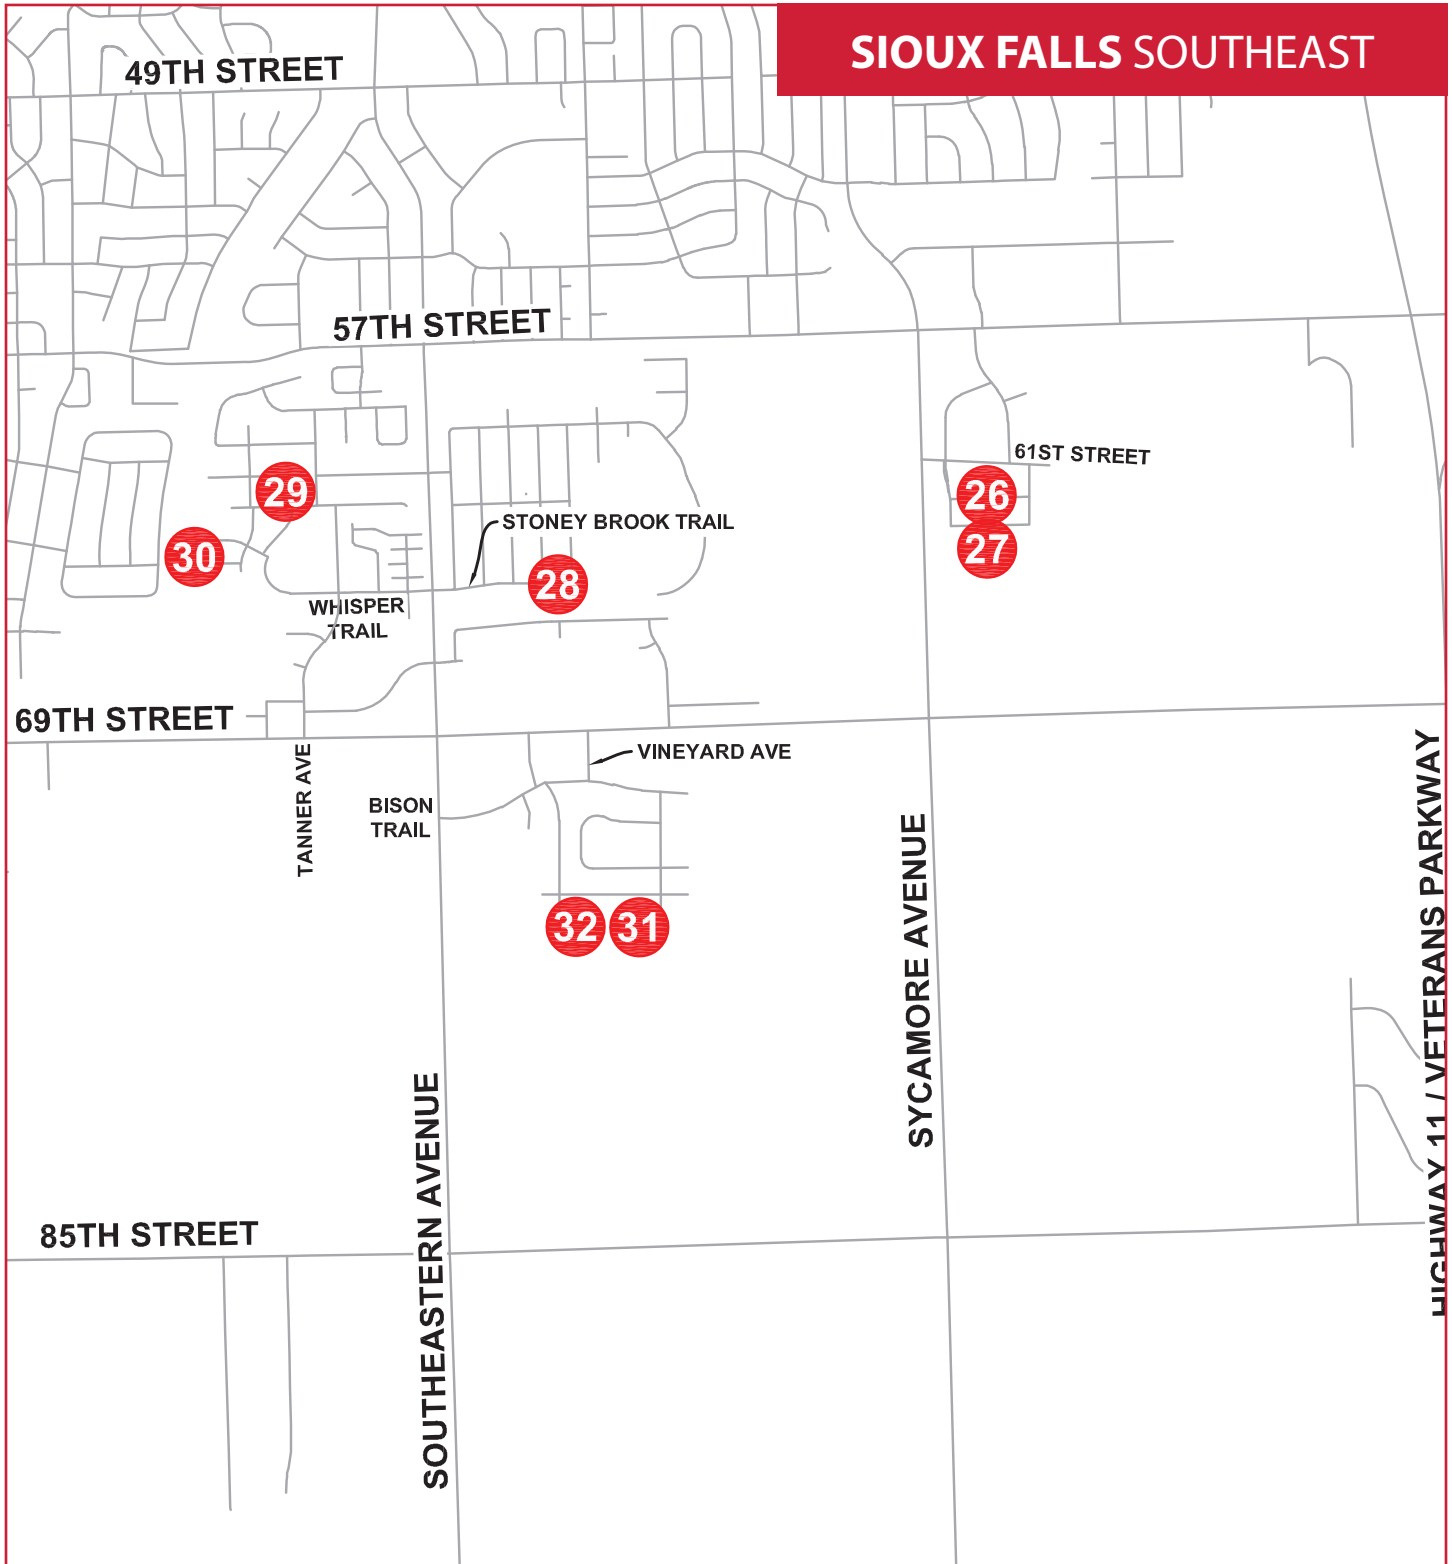 SIOUX FALLS SOUTHEAST
49TH STREET
57TH STREET
61ST STREET
29
26
STONEY BROOK TRAIL
30
27
28
WHISPER
TRAIL
69TH STREET
VINEYARD AVE
TANNER AVE
BISON
TRAIL
SYCAMORE AVENUE
HIGHWAY 11 / VETERANS PARKWAY
32
31
SOUTHEASTERN AVENUE
85TH STREET